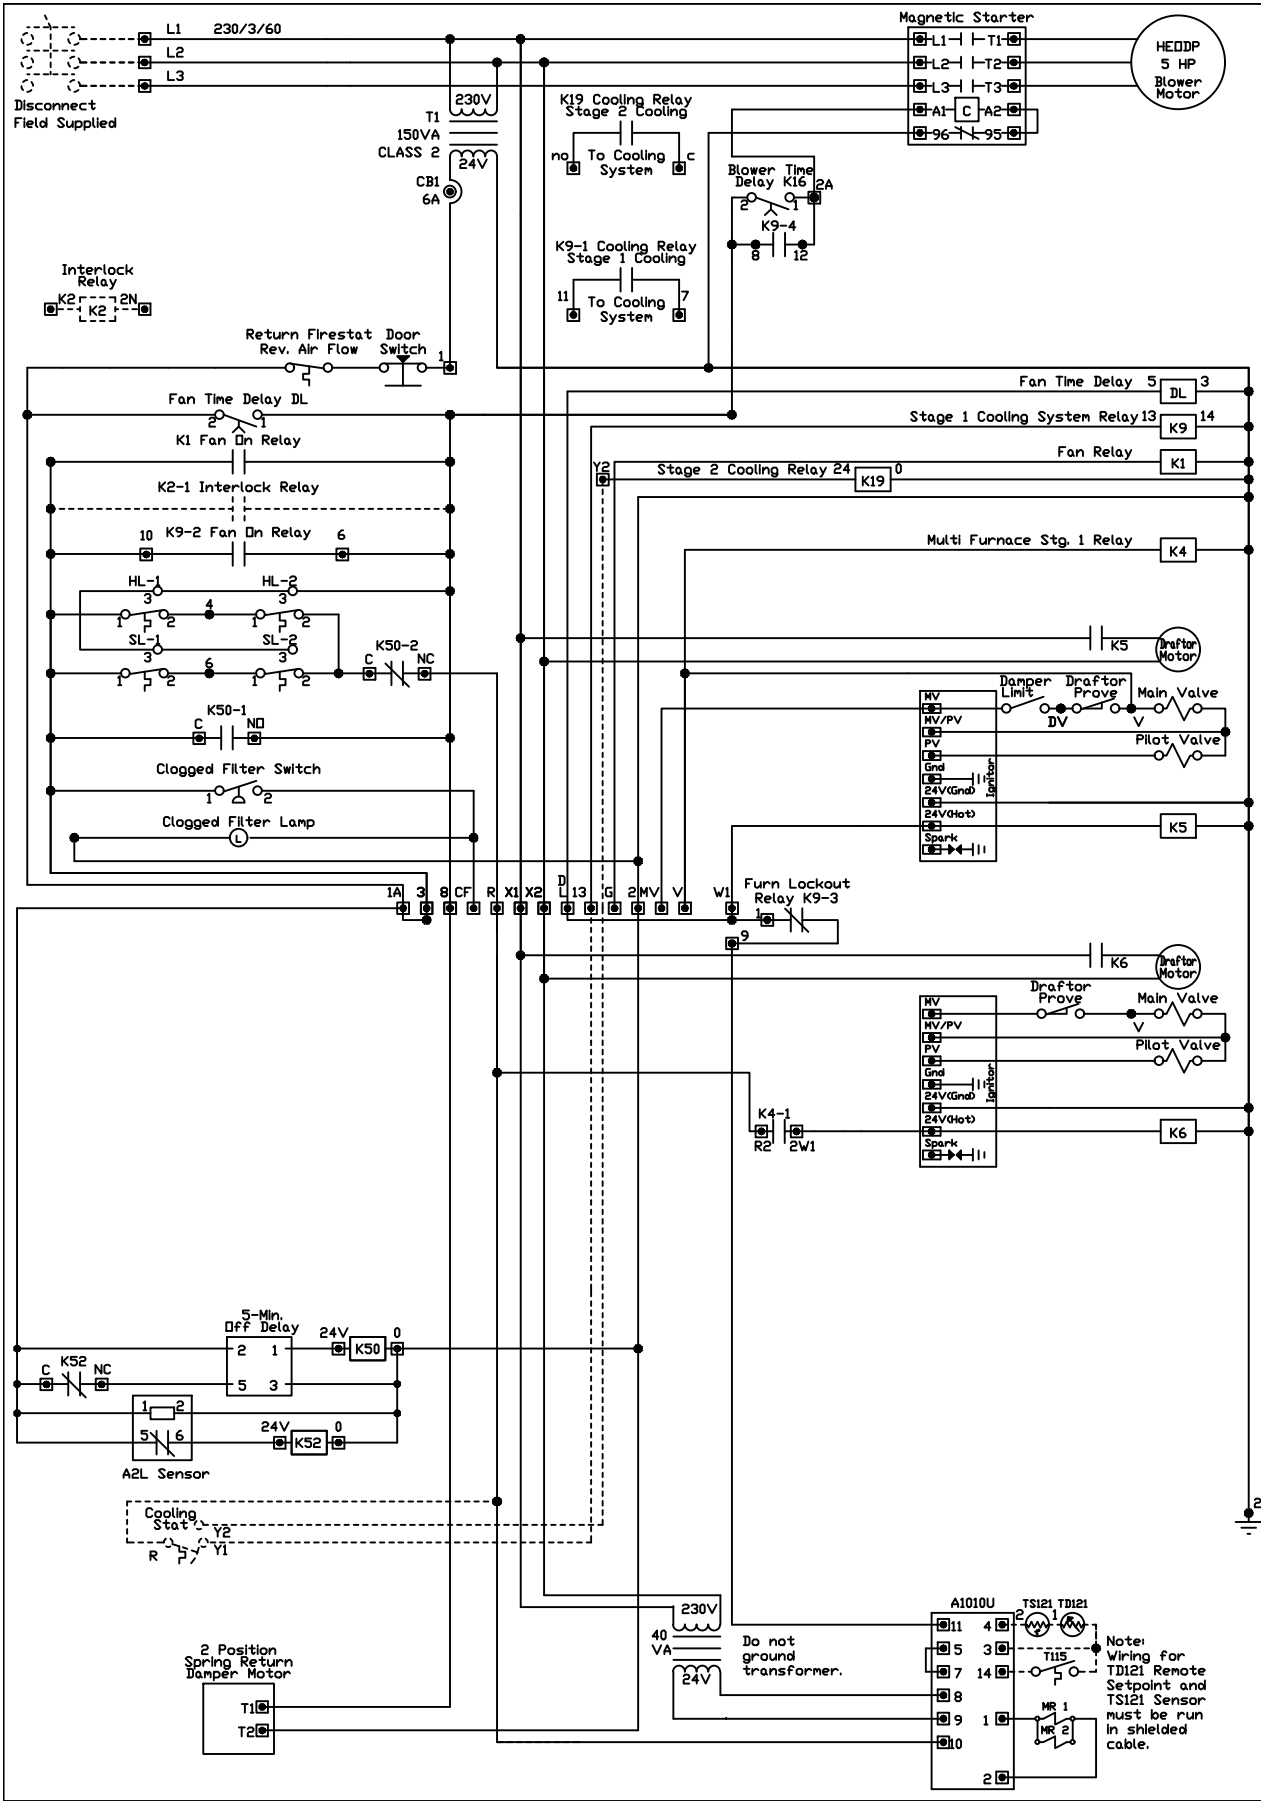 L1 230/3/60
L2
L3
Disconnect
Field Supplied
Magnetic Starter
L1 T1
L2 T2
L3 T3
A1 C A2
96 95
HEODP
5 HP
Blower
Motor
230V
T1
150VA
CLASS 2
24V
CB1
6A
K19 Cooling Relay
Stage 2 Cooling
no To Cooling c
System
Blower Time
Delay K16 2A
2 1
K9-4
8 12
K9-1 Cooling Relay
Stage 1 Cooling
11 To Cooling 7
System
Interlock
Relay
K2 K2 2N
Return Firestat Door
Rev. Air Flow Switch
1
Fan Time Delay DL
2 1
K1 Fan On Relay
K2-1 Interlock Relay
K9-2 Fan On Relay
10 6
HL-1 HL-2
3 4 3
1 2 1 2
SL-1 SL-2
3 6 3
1 2 1 2
K50-2
C NC
K50-1
C NO
Clogged Filter Switch
1 2
Clogged Filter Lamp
L
Fan Time Delay 5 DL 3
Stage 1 Cooling System Relay 13 K9 14
Fan Relay K1
Y2 Stage 2 Cooling Relay 24 K19 0
Multi Furnace Stg. 1 Relay K4
K5
Draftor
Motor
Damper Draftor
Limit Prove Main Valve
DV V
Pilot Valve
MV
MV/PV
PV
Gnd
24V(Gnd)
24V(Hot)
Spark
Ignitor
K5
1A 3 8 CF R X1 X2 D
L 13 G 2 MV V W1
Furn Lockout
Relay K9-3
1
9
K6
Draftor
Motor
Draftor
Prove Main Valve
V
Pilot Valve
MV
MV/PV
PV
Gnd
24V(Gnd)
24V(Hot)
Spark
Ignitor
K6
K4-1
R2 2W1
5-Min.
Off Delay
2 1
5 3
24V K50 0
C K52 NC
1 2
5 6
24V K52 0
A2L Sensor
Cooling
Stat
Y2
Y1
R
2
2 Position
Spring Return
Damper Motor
T1
T2
230V
40
VA
24V
Do not
ground
transformer.
A1010U
11 4
5 3
7 14
8
9 1
10
2
TS121 TD121
2 1
T115
MR 1
MR 2
Note:
Wiring for
TD121 Remote
Setpoint and
TS121 Sensor
must be run
in shielded
cable.